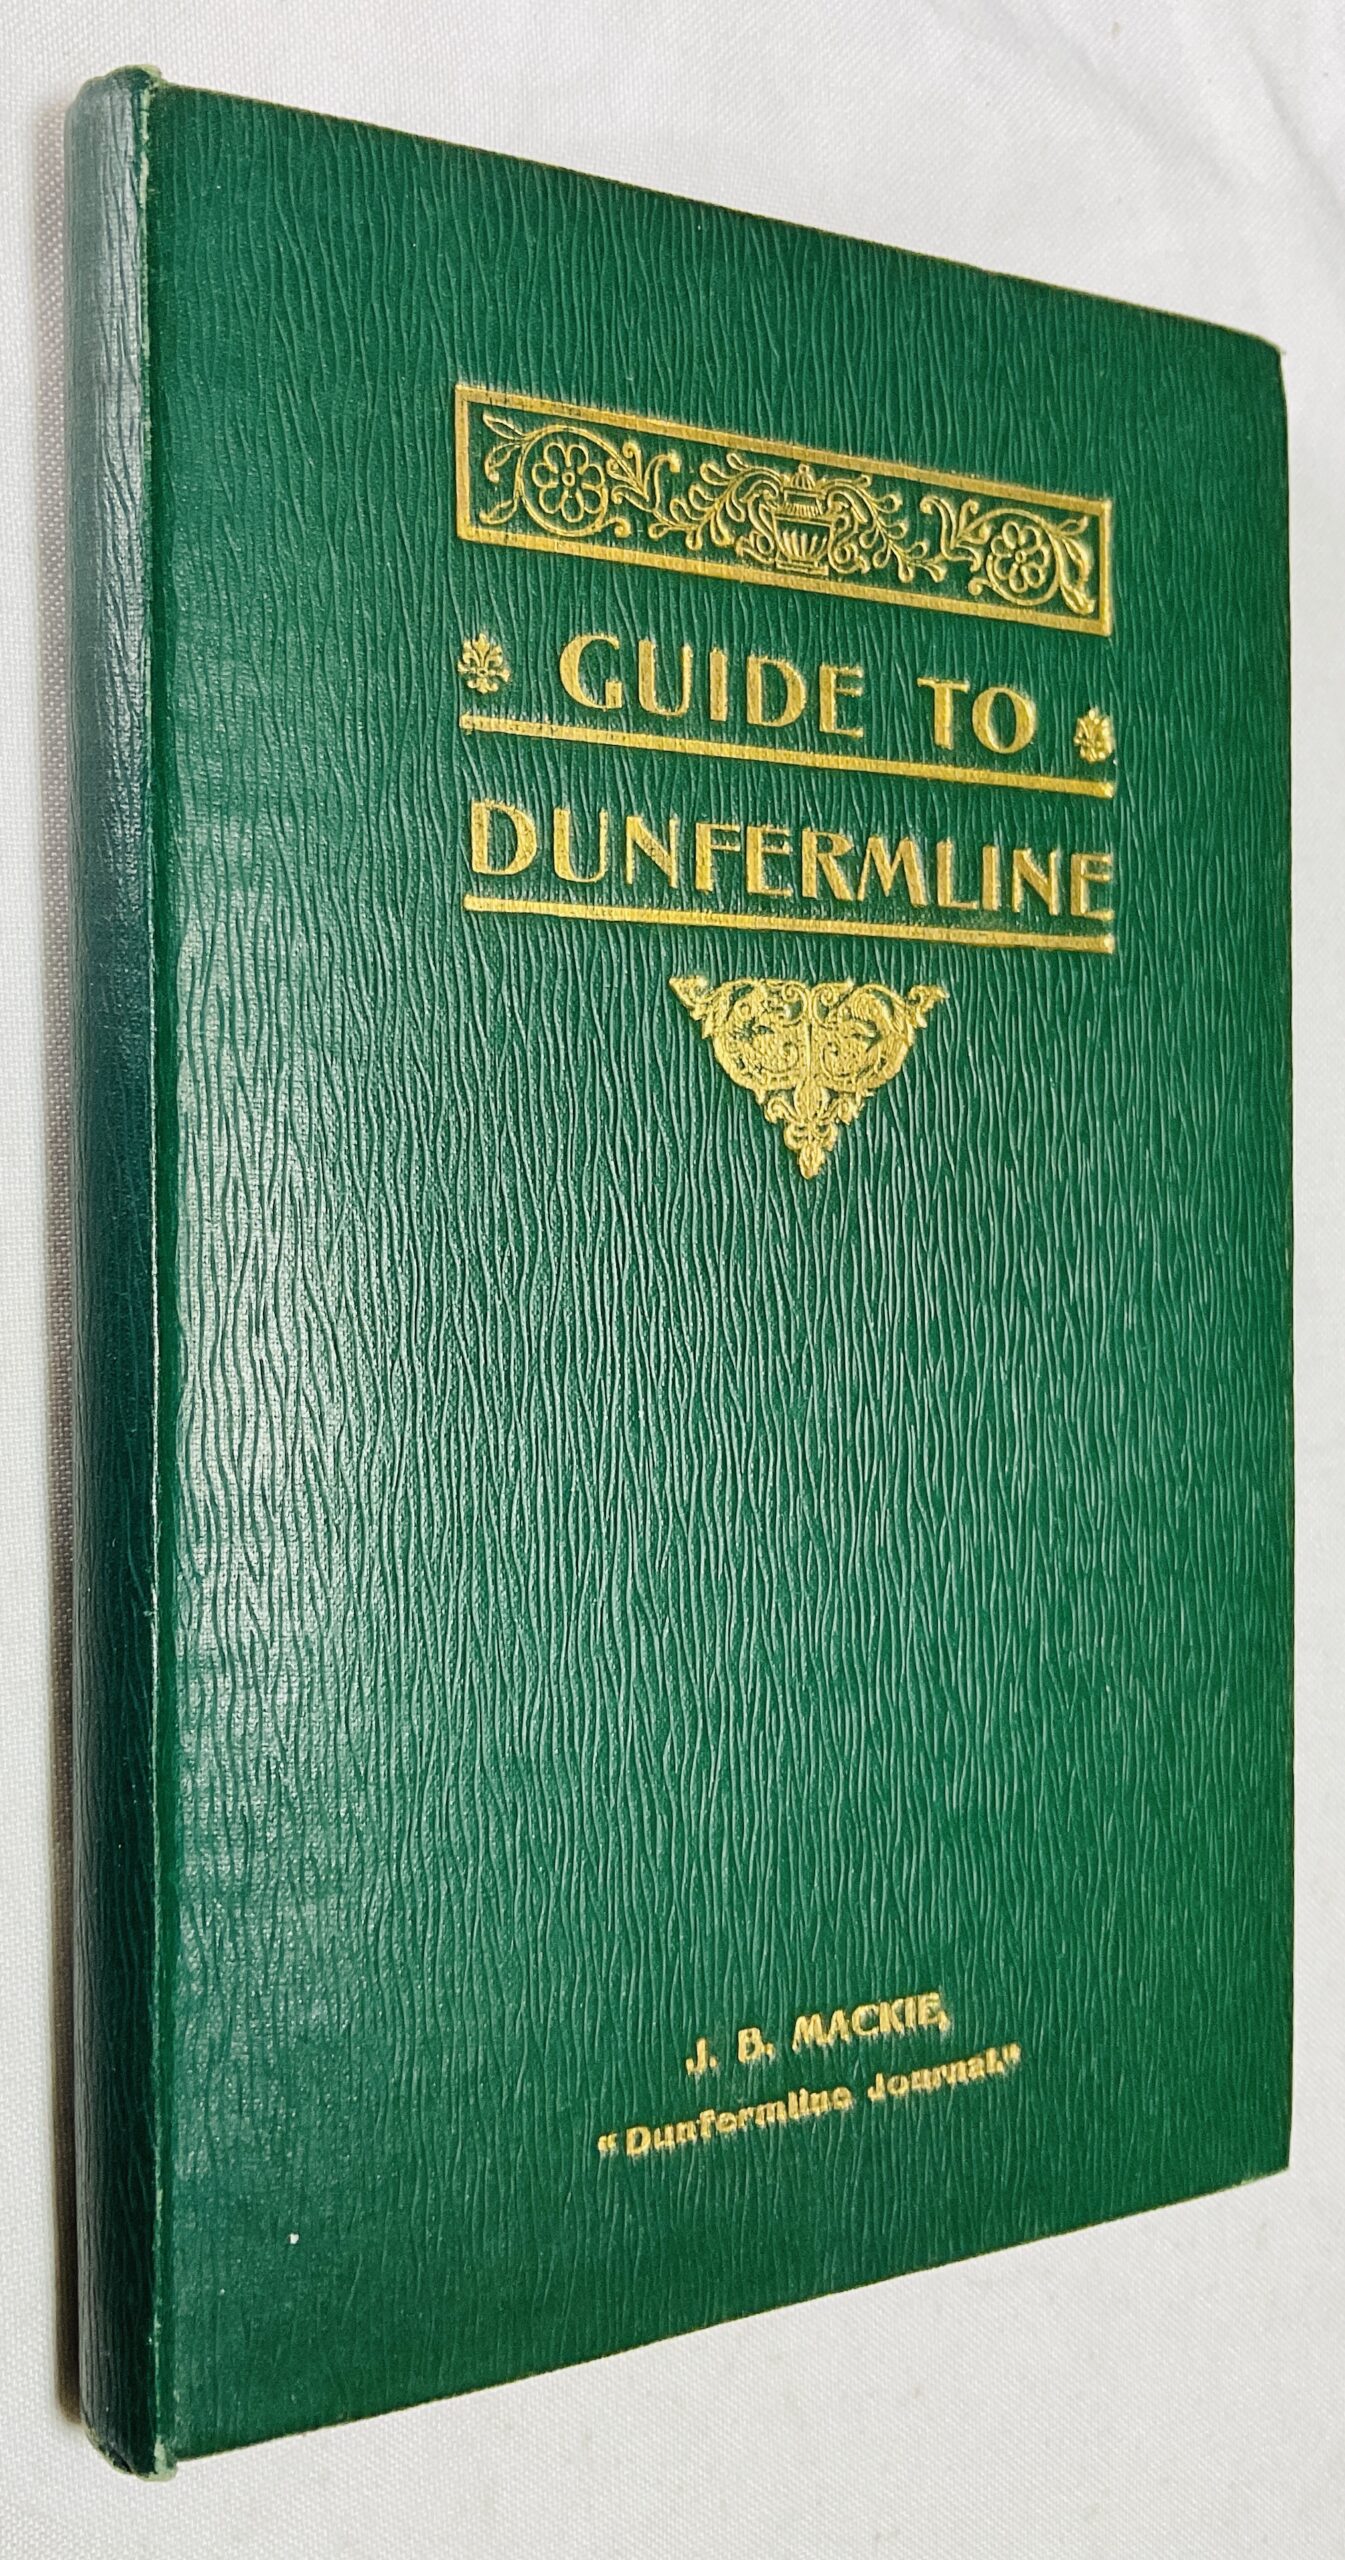 GUIDE TO
DUNFERMLINE
J. B. MACKIE,
"Dunfermline Journal."